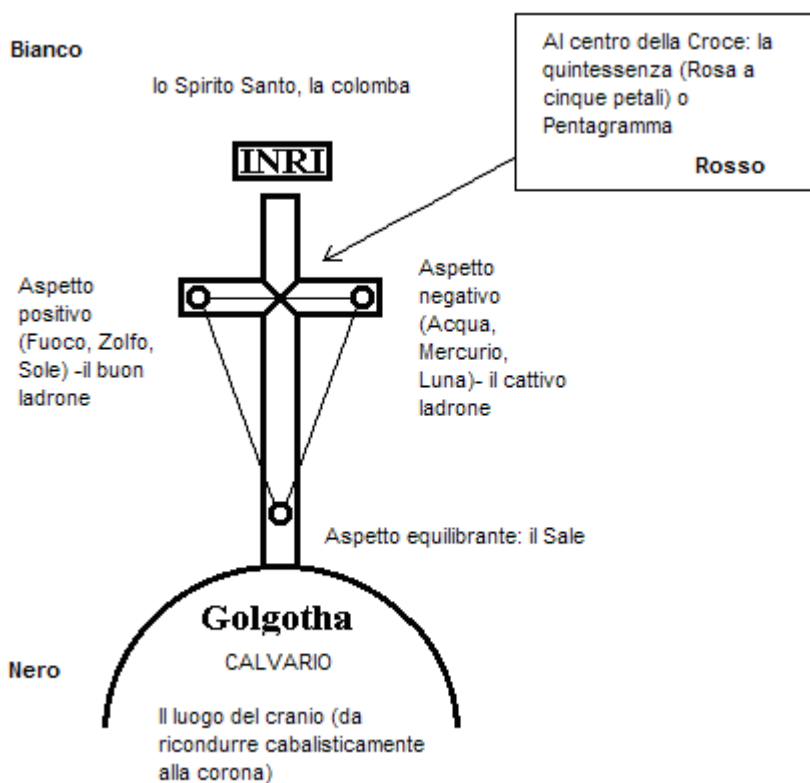 Bianco
lo Spirito Santo, la colomba
Al centro della Croce: la
quintessenza (Rosa a
cinque petali) o
Pentagramma
Rosso
INRI
Aspetto
positivo
(Fuoco, Zolfo,
Sole) -il buon
ladrone
Aspetto
negativo
(Acqua,
Mercurio,
Luna)- il cattivo
ladrone
Aspetto equilibrante: il Sale
Golgotha
CALVARIO
Nero
Il luogo del cranio (da
ricondurre cabalisticamente
alla corona)